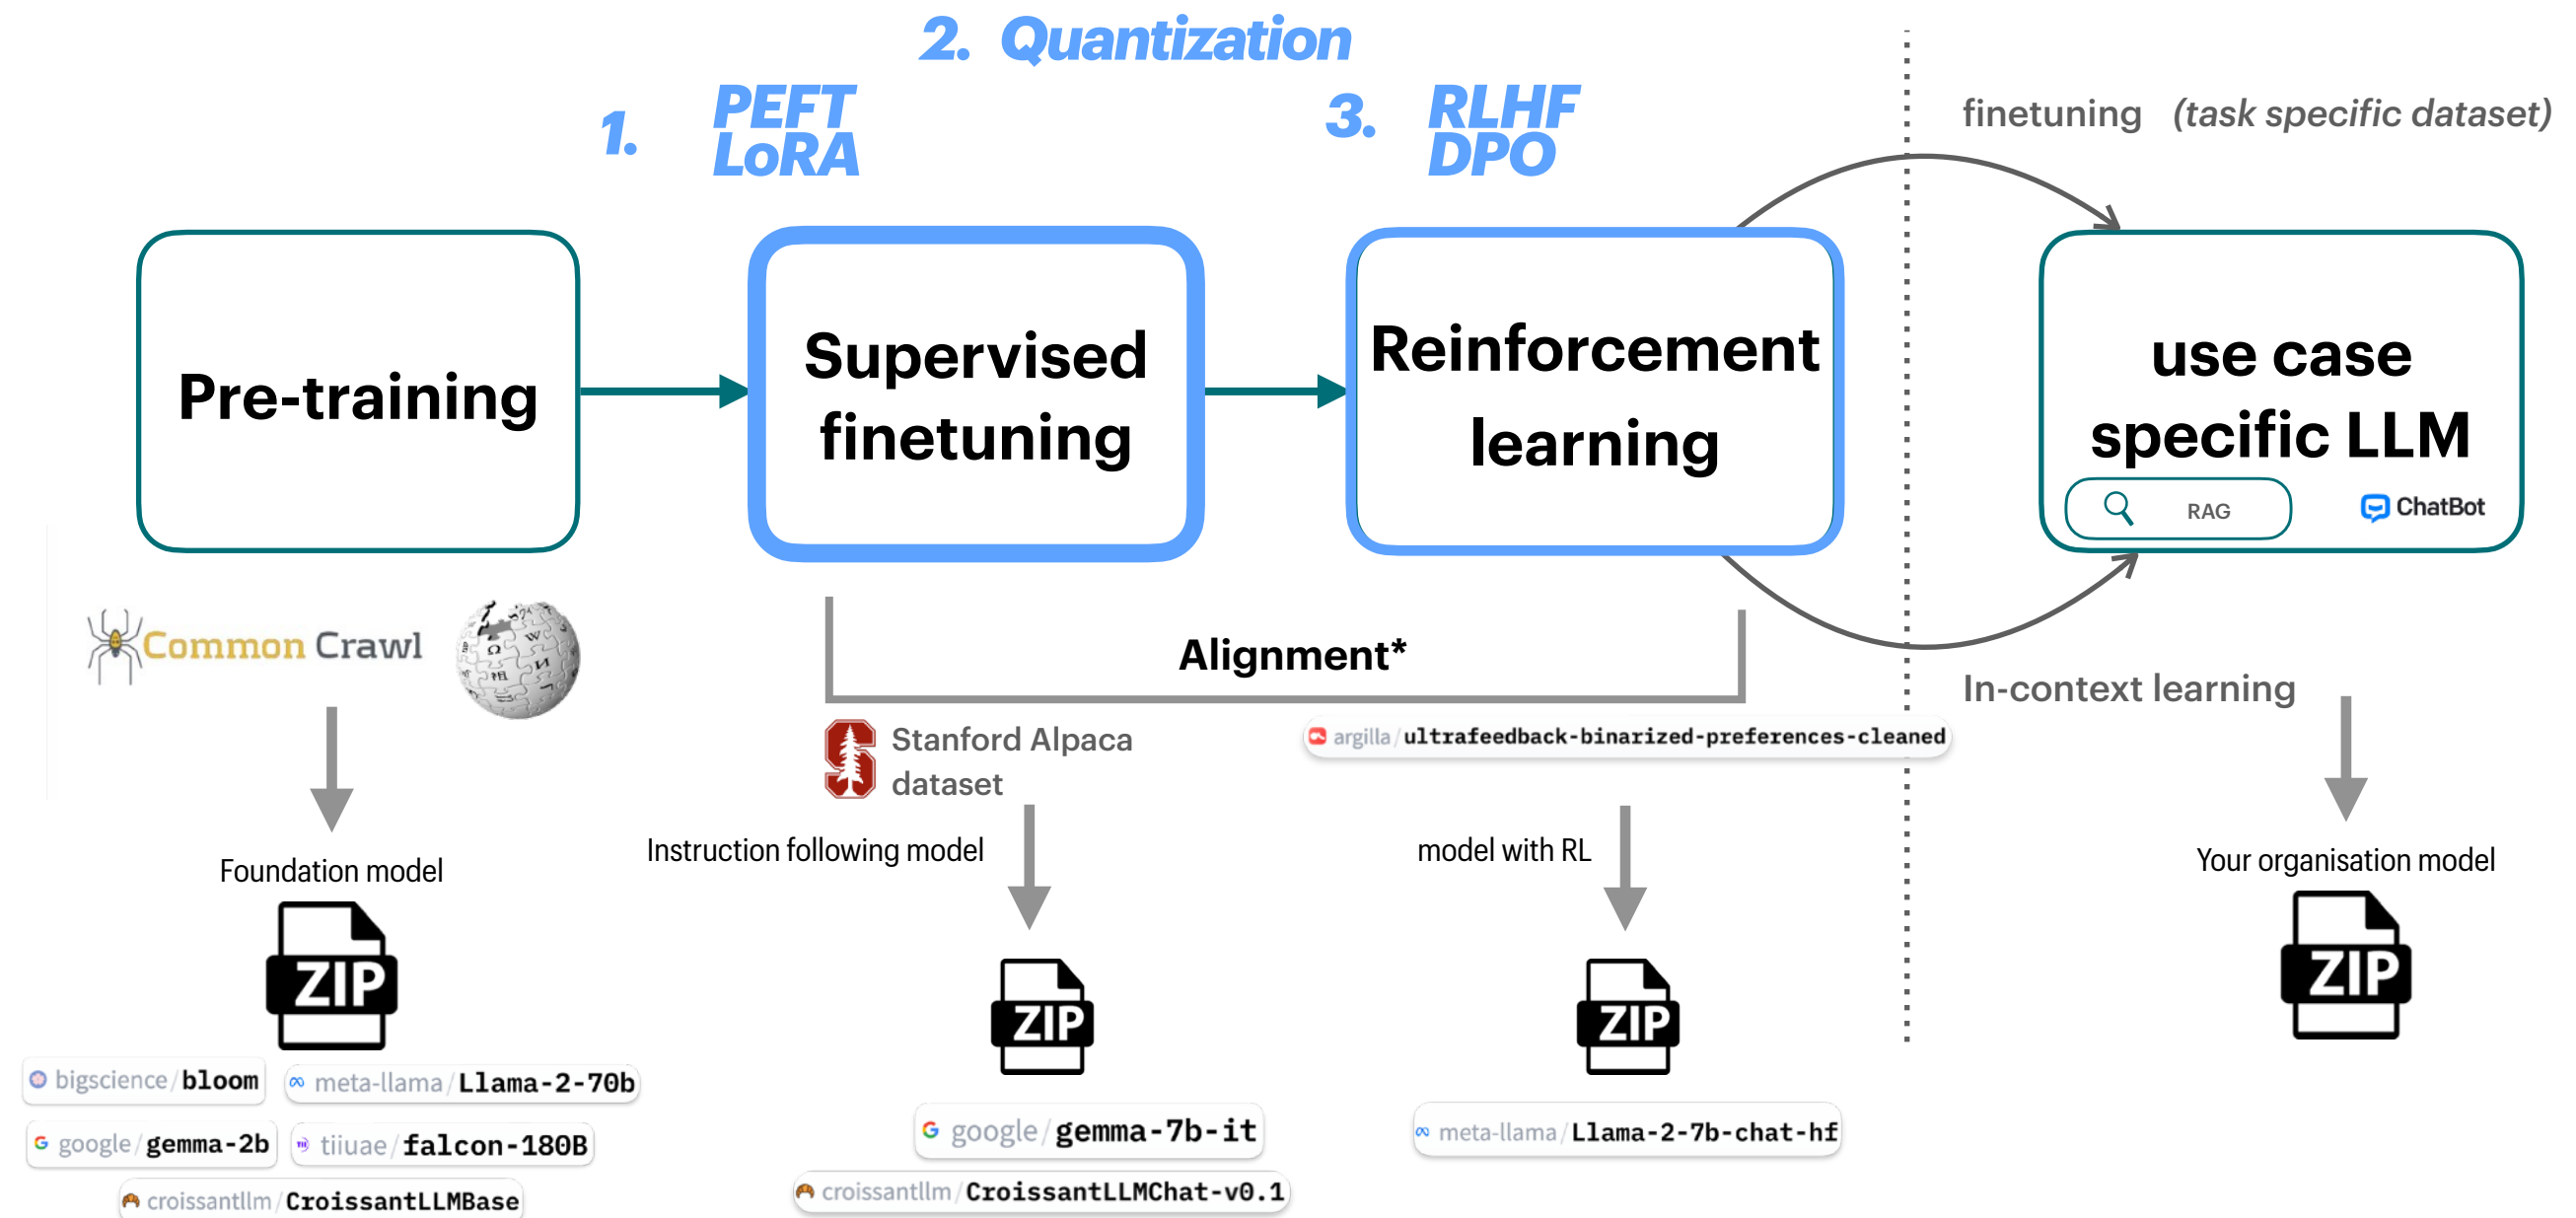 2. Quantization
1. PEFT
LoRA
3. RLHF
DPO
finetuning (task specific dataset)
Pre-training
Supervised
finetuning
Reinforcement
learning
use case
specific LLM
RAG
ChatBot
Common Crawl
Alignment*
In-context learning
Stanford Alpaca
dataset
argilla/ultrafeedback-binarized-preferences-cleaned
Foundation model
Instruction following model
model with RL
Your organisation model
ZIP
ZIP
ZIP
ZIP
bigscience/bloom
meta-llama/Llama-2-70b
google/gemma-2b
tiiuae/falcon-180B
croissantllm/CroissantLLMBase
google/gemma-7b-it
croissantllm/CroissantLLMChat-v0.1
meta-llama/Llama-2-7b-chat-hf